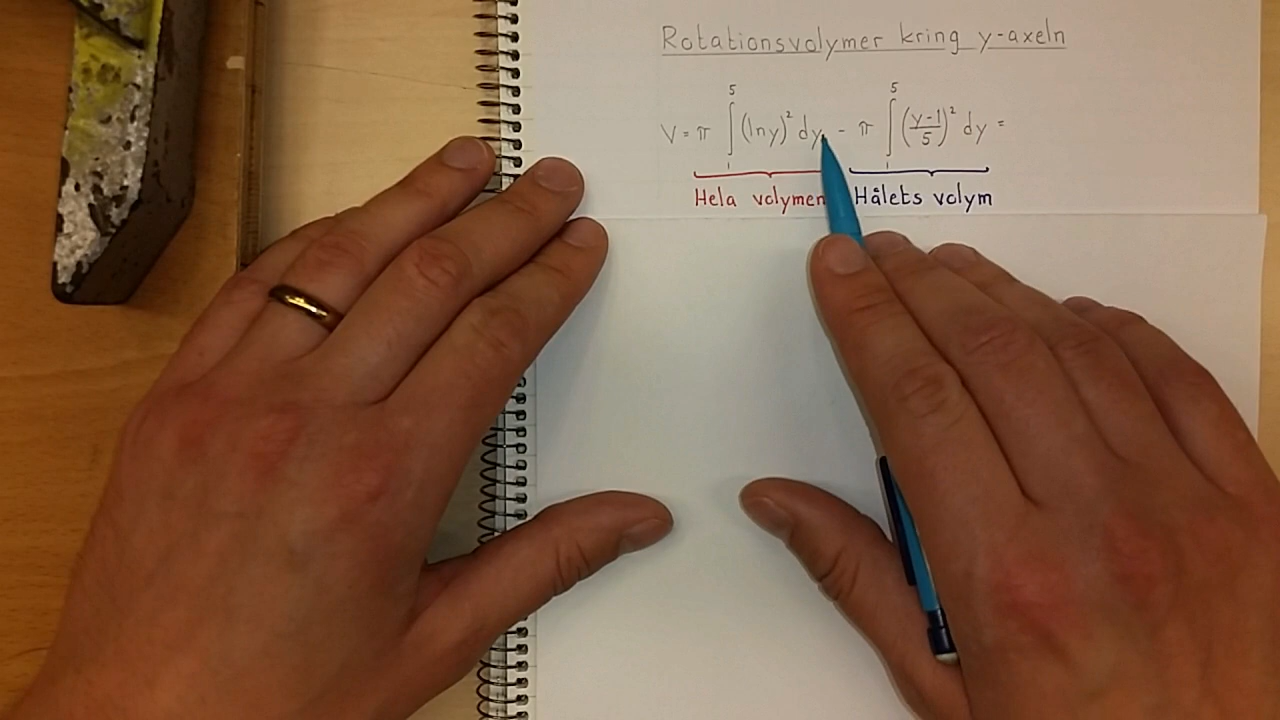 Rotationsvolymer kring y-axeln
V = π ∫₁⁵ (ln y)² dy - π ∫₁⁵ ((y-1)/5)² dy =
Hela volymen Hålets volym